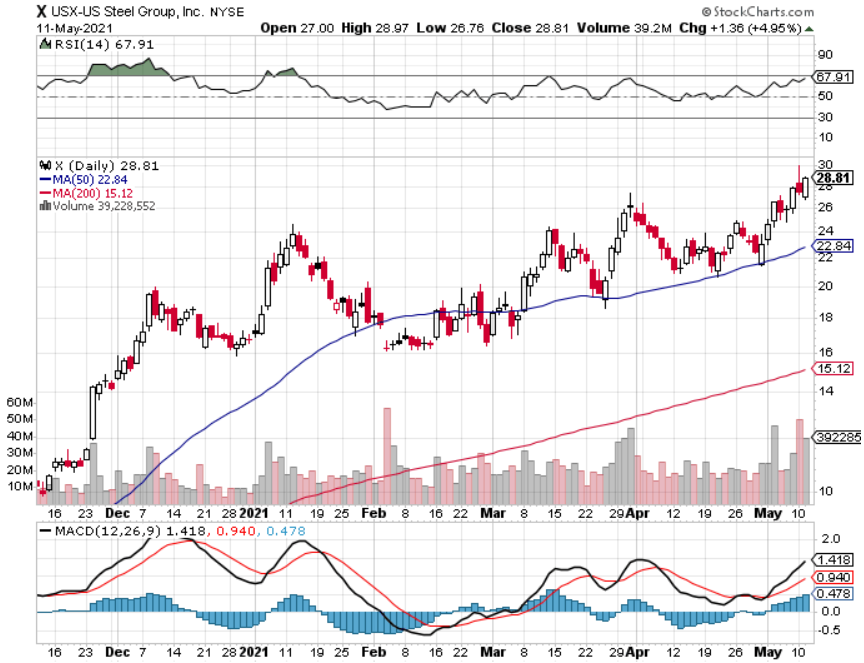 X USX-US Steel Group, Inc. NYSE © StockCharts.com
11-May-2021 Open 27.00 High 28.97 Low 26.76 Close 28.81 Volume 39.2M Chg +1.36 (+4.95%)
RSI(14) 67.91
90
67.91
50
30
10
X (Daily) 28.81
MA(50) 22.84
MA(200) 15.12
Volume 39,228,552
30
28.81
28
26
24
22.84
22
20
18
16
15.12
14
60M
50M
40M
392285
30M
20M
10M
10
16 23 Dec 7 14 21 28 2021 11 19 25 Feb 8 16 22 Mar 8 15 22 29 Apr 12 19 26 May 10
MACD(12,26,9) 1.418, 0.940, 0.478
2.0
1.418
0.940
0.478
0.0
-0.5
16 23 Dec 7 14 21 28 2021 11 19 25 Feb 8 16 22 Mar 8 15 22 29 Apr 12 19 26 May 10